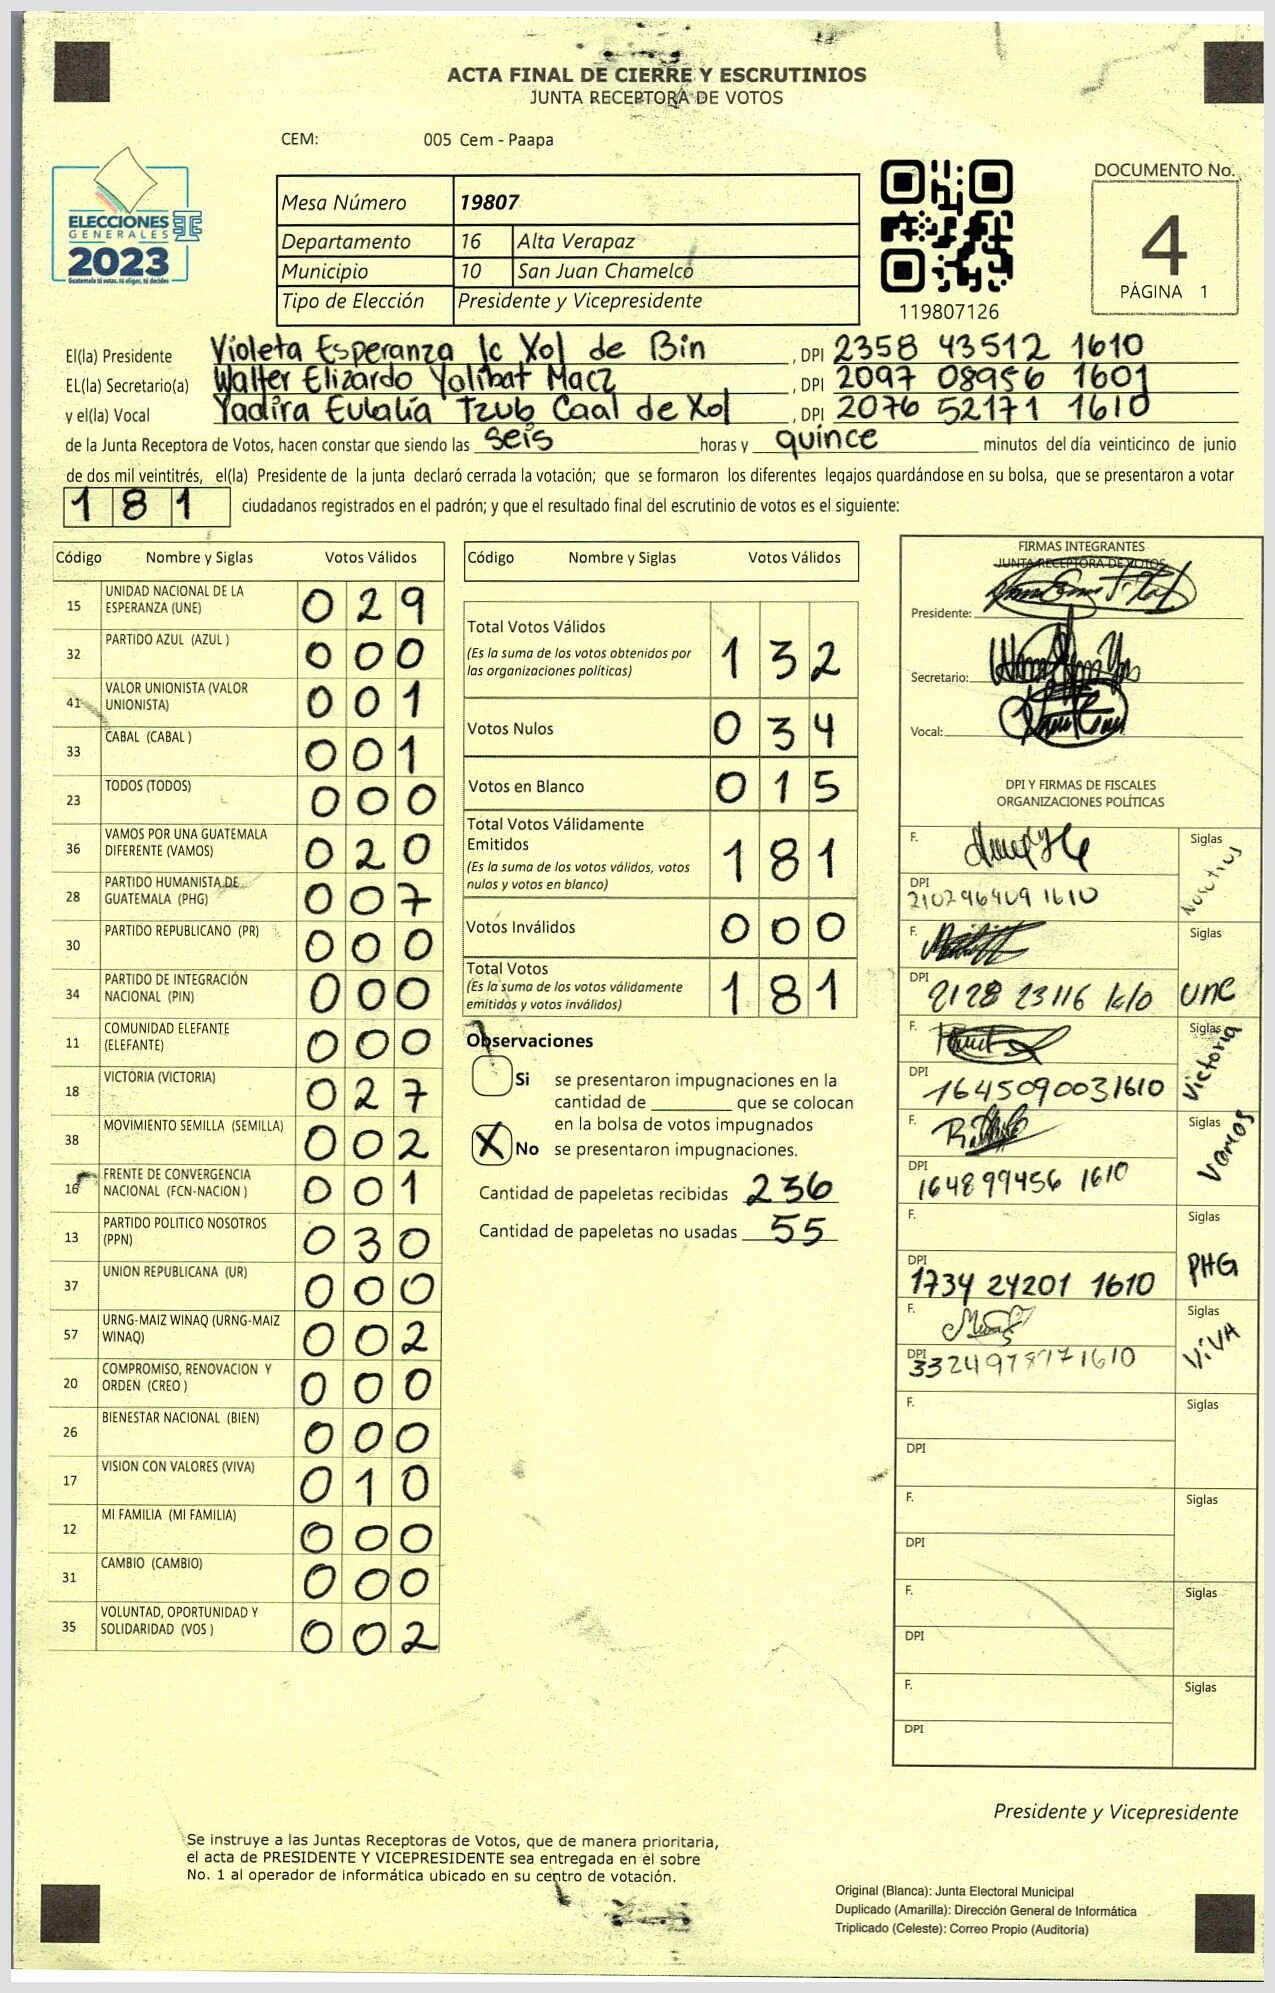 ACTA FINAL DE CIERRE Y ESCRUTINIOS
JUNTA RECEPTORA DE VOTOS
CEM: 005 Cem - Paapa
ELECCIONES
GENERALES
2023
Guatemala tú votas, tú eliges, tú decides
Mesa Número 19807
Departamento 16 Alta Verapaz
Municipio 10 San Juan Chamelco
Tipo de Elección Presidente y Vicepresidente
119807126
DOCUMENTO No.
4
PÁGINA 1
El(la) Presidente Violeta Esperanza Ic Xol de Bin, DPI 2358 43512 1610
EL(la) Secretario(a) Walter Elizardo Yalibat Macz, DPI 2097 08956 1601
y el(la) Vocal Yadira Eulalia Tzub Caal de Xol, DPI 2076 52171 1610
de la Junta Receptora de Votos, hacen constar que siendo las seis horas y quince minutos del día veinticinco de junio
de dos mil veintitrés, el(la) Presidente de la junta declaró cerrada la votación; que se formaron los diferentes legajos quardándose en su bolsa, que se presentaron a votar
181 ciudadanos registrados en el padrón; y que el resultado final del escrutinio de votos es el siguiente:
Código Nombre y Siglas Votos Válidos
15 UNIDAD NACIONAL DE LA ESPERANZA (UNE) 029
32 PARTIDO AZUL (AZUL ) 000
41 VALOR UNIONISTA (VALOR UNIONISTA) 001
33 CABAL (CABAL ) 001
23 TODOS (TODOS) 000
36 VAMOS POR UNA GUATEMALA DIFERENTE (VAMOS) 020
28 PARTIDO HUMANISTA DE GUATEMALA (PHG) 007
30 PARTIDO REPUBLICANO (PR) 000
34 PARTIDO DE INTEGRACIÓN NACIONAL (PIN) 000
11 COMUNIDAD ELEFANTE (ELEFANTE) 000
18 VICTORIA (VICTORIA) 027
38 MOVIMIENTO SEMILLA (SEMILLA) 002
16 FRENTE DE CONVERGENCIA NACIONAL (FCN-NACION ) 001
13 PARTIDO POLITICO NOSOTROS (PPN) 030
37 UNION REPUBLICANA (UR) 000
57 URNG-MAIZ WINAQ (URNG-MAIZ WINAQ) 002
20 COMPROMISO, RENOVACION Y ORDEN (CREO ) 000
26 BIENESTAR NACIONAL (BIEN) 000
17 VISION CON VALORES (VIVA) 010
12 MI FAMILIA (MI FAMILIA) 000
31 CAMBIO (CAMBIO) 000
35 VOLUNTAD, OPORTUNIDAD Y SOLIDARIDAD (VOS ) 002
Código Nombre y Siglas Votos Válidos
Total Votos Válidos 132
(Es la suma de los votos obtenidos por las organizaciones políticas)
Votos Nulos 034
Votos en Blanco 015
Total Votos Válidamente Emitidos 181
(Es la suma de los votos válidos, votos nulos y votos en blanco)
Votos Inválidos 000
Total Votos 181
(Es la suma de los votos válidamente emitidos y votos inválidos)
Observaciones
Si se presentaron impugnaciones en la
cantidad de ________ que se colocan
en la bolsa de votos impugnados
X No se presentaron impugnaciones.
Cantidad de papeletas recibidas 236
Cantidad de papeletas no usadas 55
FIRMAS INTEGRANTES
JUNTA RECEPTORA DE VOTOS
Presidente:
Secretario:
Vocal:
DPI Y FIRMAS DE FISCALES
ORGANIZACIONES POLÍTICAS
F. Siglas
DPI 210296409 1610 Nosotros
F. Siglas
DPI 2128 23116 UNE
F. Siglas
DPI 1645090031610 Victoria
F. Siglas
DPI 164899456 1610 Vamos
F. Siglas
DPI 1734 24201 1610 PHG
F. Siglas
DPI 3324978971610 VIVA
F. Siglas
DPI
F. Siglas
DPI
F. Siglas
DPI
F. Siglas
DPI
Presidente y Vicepresidente
Se instruye a las Juntas Receptoras de Votos, que de manera prioritaria,
el acta de PRESIDENTE Y VICEPRESIDENTE sea entregada en el sobre
No. 1 al operador de informática ubicado en su centro de votación.
Original (Blanca): Junta Electoral Municipal
Duplicado (Amarilla): Dirección General de Informática
Triplicado (Celeste): Correo Propio (Auditoría)